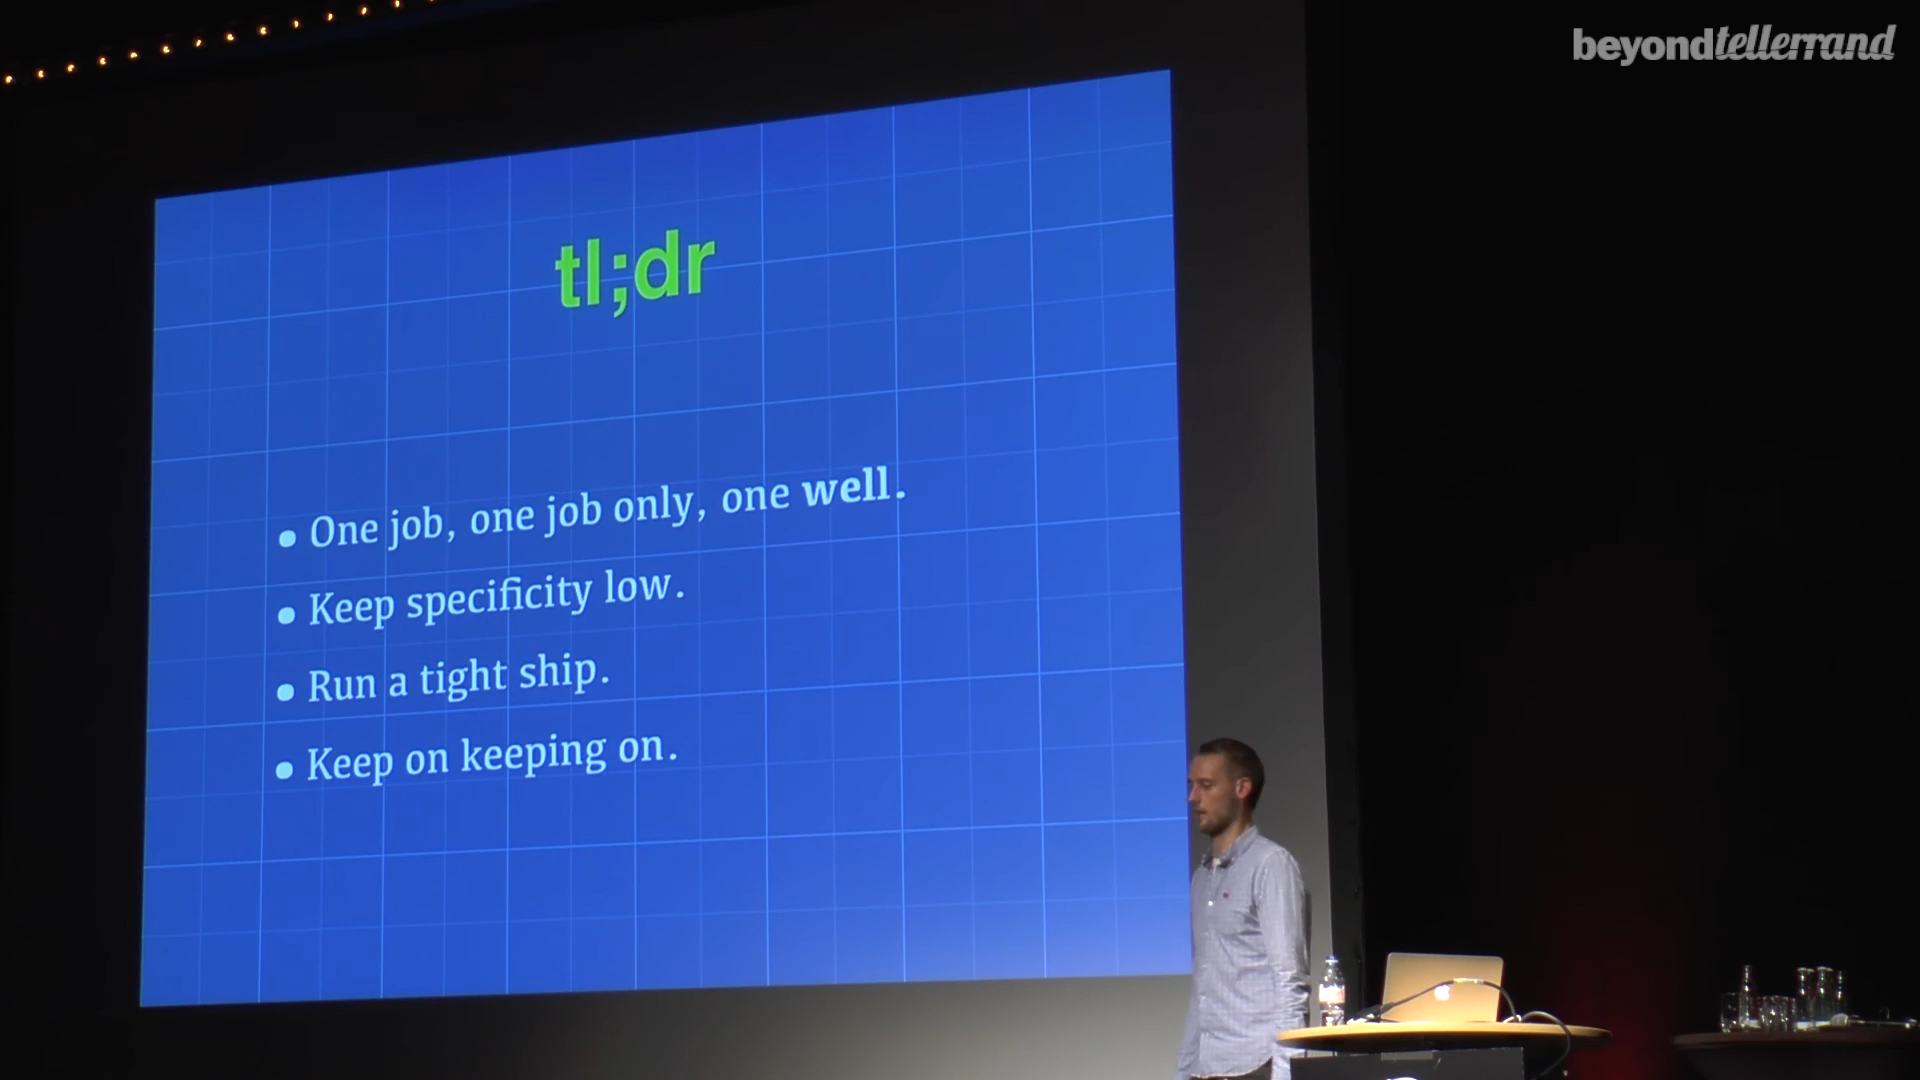 beyondtellerrand
tl;dr
• One job, one job only, one well.
• Keep specificity low.
• Run a tight ship.
• Keep on keeping on.